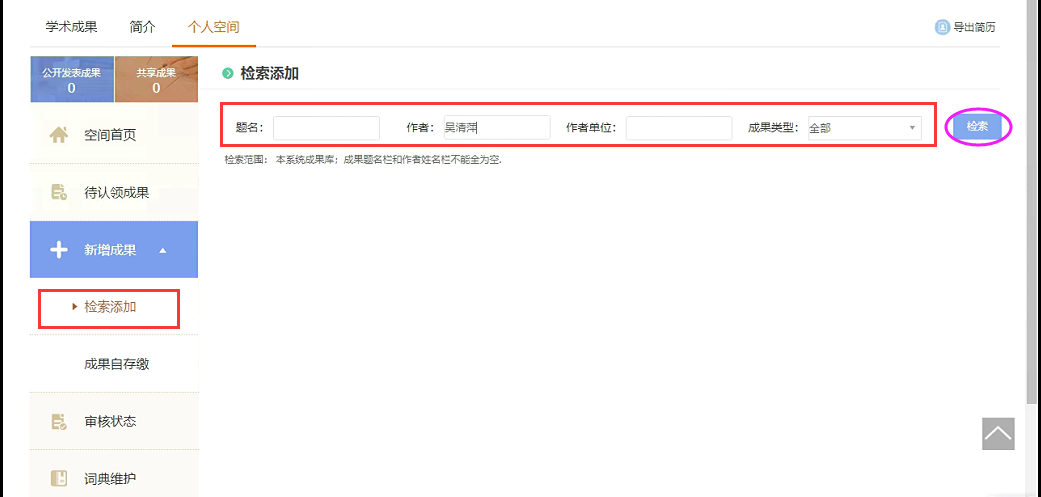 学术成果 简介 个人空间 导出简历
公开发表成果 共享成果
0 0
检索添加
题名： 作者： 吴清萍 作者单位： 成果类型： 全部 检索
检索范围： 本系统成果库；成果题名栏和作者姓名栏不能全为空.
空间首页
待认领成果
新增成果
检索添加
成果自存缴
审核状态
词典维护